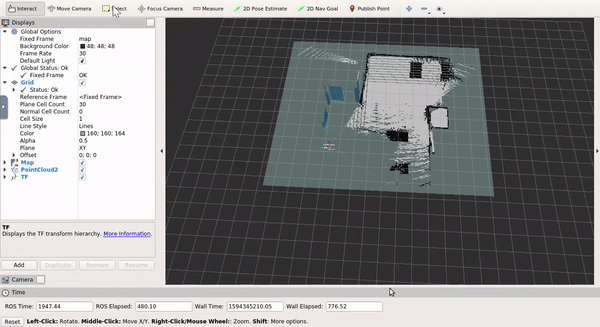 Interact Move Camera Select Focus Camera Measure 2D Pose Estimate 2D Nav Goal Publish Point
Displays
Global Options
Fixed Frame map
Background Color 48; 48; 48
Frame Rate 30
Default Light
Global Status: Ok
Fixed Frame OK
Grid
Status: Ok
Reference Frame <Fixed Frame>
Plane Cell Count 30
Normal Cell Count 0
Cell Size 1
Line Style Lines
Color 160; 160; 164
Alpha 0.5
Plane XY
Offset 0; 0; 0
Map
PointCloud2
TF
TF
Displays the TF transform hierarchy. More Information.
Add Duplicate Remove Rename
Camera
Time
ROS Time: 1947.44 ROS Elapsed: 480.10 Wall Time: 1594345210.05 Wall Elapsed: 776.52
Reset Left-Click: Rotate. Middle-Click: Move X/Y. Right-Click/Mouse Wheel:: Zoom. Shift: More options.